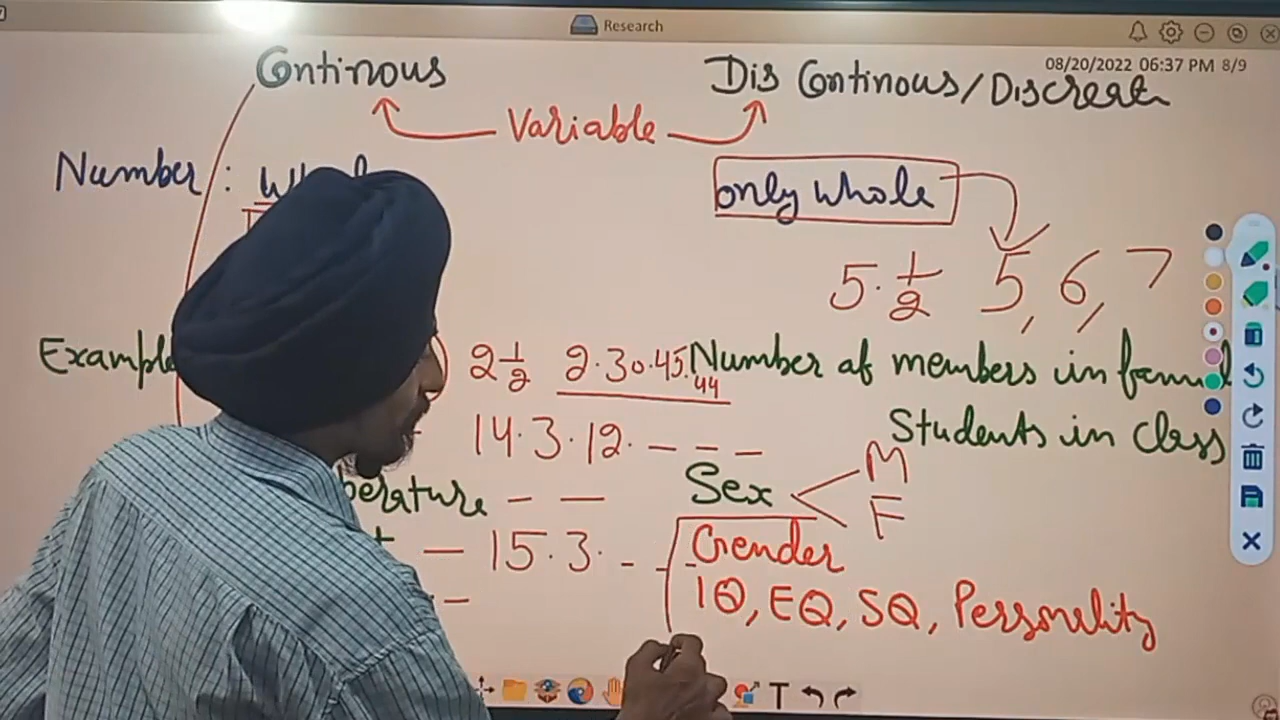 Research
08/20/2022 06:37 PM 8/9
Continous
Dis Continous/Discreat
Variable
Number :
only whole
5. 1/2 5, 6, 7
Example
2 1/2 2.30.45.44
Number of members in famil
14.3.12. – – –
Students in class
Sex M
F
perature – –
– 15.3. – – –
Gender
IQ, EQ, SQ, Personality
T